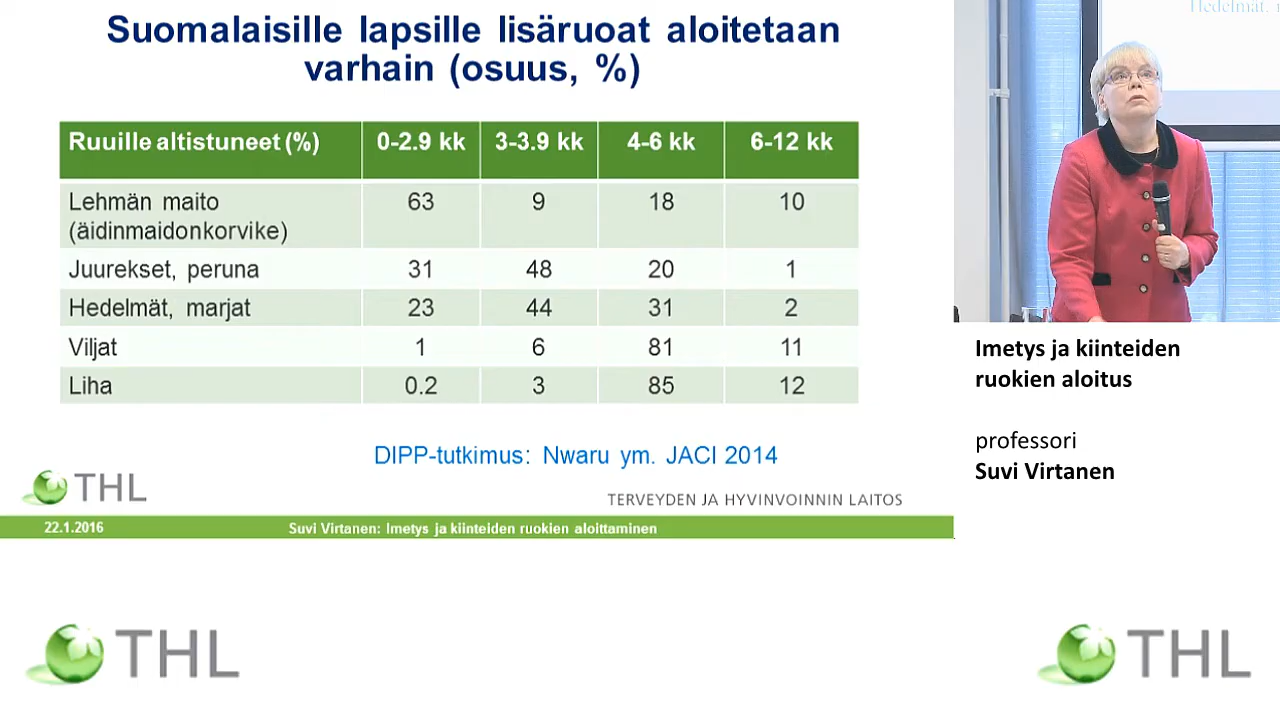 Suomalaisille lapsille lisäruoat aloitetaan
varhain (osuus, %)
Ruuille altistuneet (%) 0-2.9 kk 3-3.9 kk 4-6 kk 6-12 kk
Lehmän maito
(äidinmaidonkorvike) 63 9 18 10
Juurekset, peruna 31 48 20 1
Hedelmät, marjat 23 44 31 2
Viljat 1 6 81 11
Liha 0.2 3 85 12
DIPP-tutkimus: Nwaru ym. JACI 2014
THL
TERVEYDEN JA HYVINVOINNIN LAITOS
22.1.2016 Suvi Virtanen: Imetys ja kiinteiden ruokien aloittaminen
Hedelmät,
Imetys ja kiinteiden
ruokien aloitus
professori
Suvi Virtanen
THL
THL